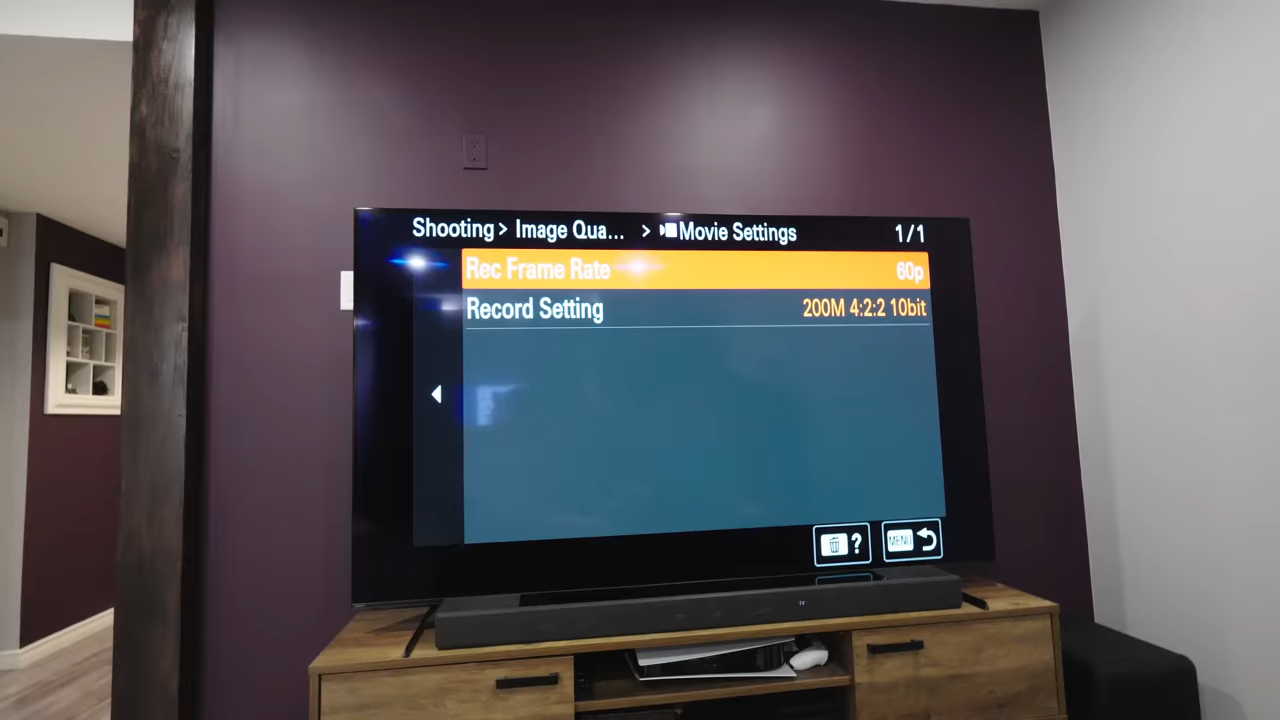 Shooting > Image Qua... > Movie Settings 1/1
Rec Frame Rate 60p
Record Setting 200M 4:2:2 10bit
? MENU